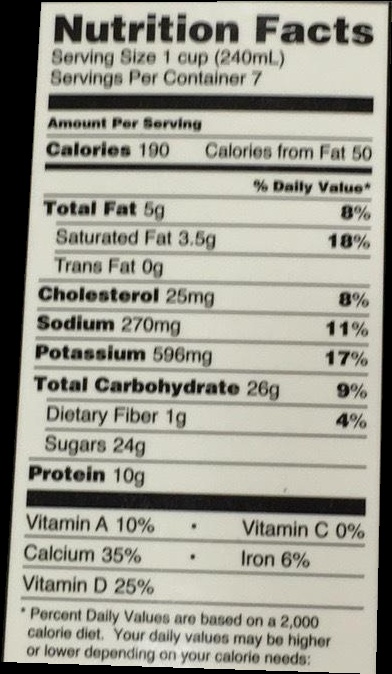 Nutrition Facts
Serving Size 1 cup (240mL)
Servings Per Container 7
Amount Per Serving
Calories 190 Calories from Fat 50
% Daily Value*
Total Fat 5g 8%
Saturated Fat 3.5g 18%
Trans Fat 0g
Cholesterol 25mg 8%
Sodium 270mg 11%
Potassium 596mg 17%
Total Carbohydrate 26g 9%
Dietary Fiber 1g 4%
Sugars 24g
Protein 10g
Vitamin A 10% • Vitamin C 0%
Calcium 35% • Iron 6%
Vitamin D 25%
* Percent Daily Values are based on a 2,000
calorie diet. Your daily values may be higher
or lower depending on your calorie needs: